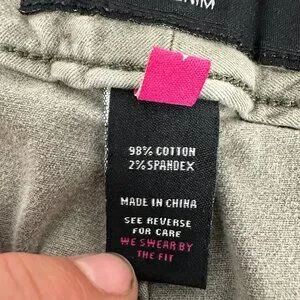 98% COTTON
2% SPANDEX
MADE IN CHINA
SEE REVERSE
FOR CARE
WE SWEAR BY
THE FIT